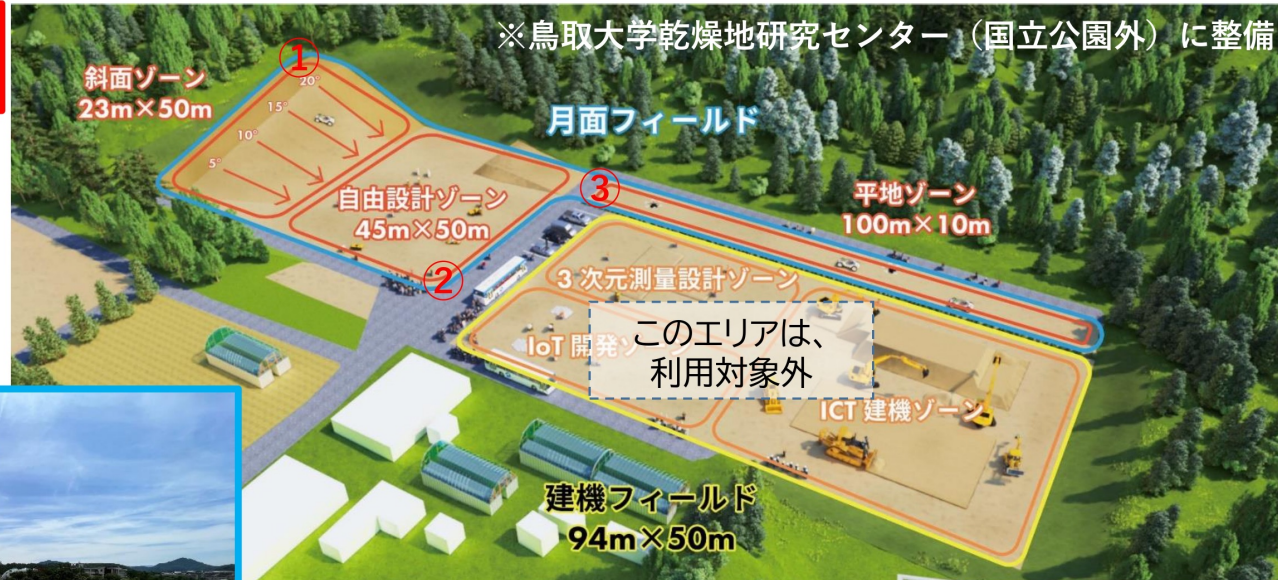 ※鳥取大学乾燥地研究センター（国立公園外）に整備
①
斜面ゾーン
23m×50m
20°
15°
10°
5°
月面フィールド
自由設計ゾーン
45m×50m
③
平地ゾーン
100m×10m
②
3次元測量設計ゾーン
このエリアは、
利用対象外
IoT 開発ゾ
ICT 建機ゾーン
建機フィールド
94m×50m